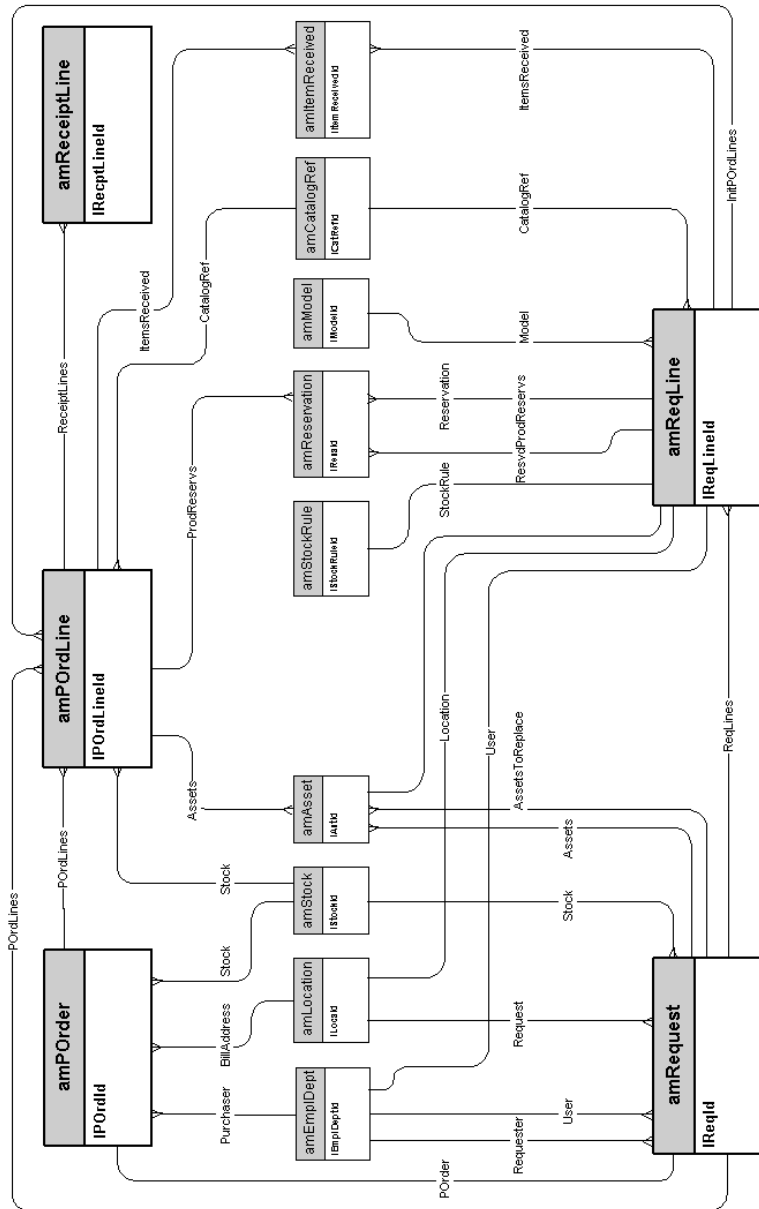 amReceiptLine
lRecptLineId
amPOrdLine
lPOrdLineId
amPOrder
lPOrdId
ReceiptLines
POrdLines
POrdLines
ItemsReceived
CatalogRef
ProdReservs
Assets
Stock
Stock
BillAddress
Purchaser
amItemReceived
lItemReceivedId
amCatalogRef
lCatRefId
amModel
lModelId
amReservation
lResaId
amStockRule
lStockRuleId
amAsset
lAstId
amStock
lStockId
amLocation
lLocaId
amEmplDept
lEmplDeptId
ItemsReceived
CatalogRef
Model
Reservation
ResvdProdReservs
StockRule
Location
User
AssetsToReplace
Assets
Stock
Request
User
Requester
POrder
InitPOrdLines
ReqLines
amReqLine
lReqLineId
amRequest
lReqId